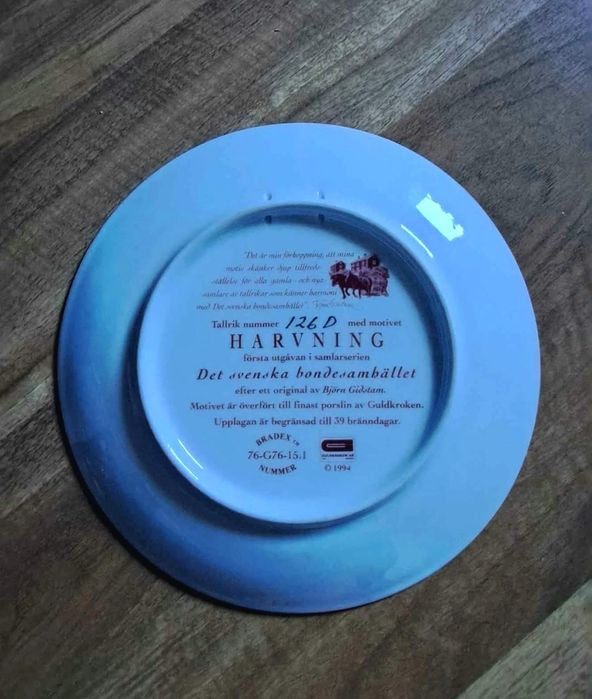 "Det är min förhoppning, att mina
motiv skänker djup tillfreds-
ställelse för alla gamla - och nya-
samlare av tallrikar som känner harmoni
med Det svenska bondesamhället".
Tallrik nummer 126 D med motivet
HARVNING
första utgåvan i samlarserien
Det svenska bondesamhället
efter ett original av Björn Gidstam.
Motivet är överfört till finast porslin av Guldkroken.
Upplagan är begränsad till 39 bränndagar.
BRADEX
76-G76-15.1
NUMMER
© 1994